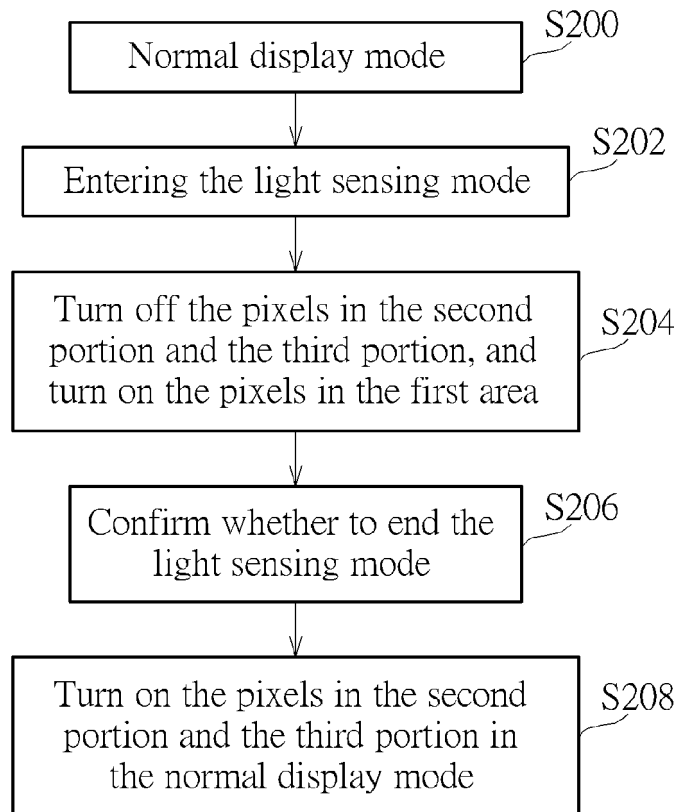 S200
Normal display mode
S202
Entering the light sensing mode
S204
Turn off the pixels in the second
portion and the third portion, and
turn on the pixels in the first area
S206
Confirm whether to end the
light sensing mode
S208
Turn on the pixels in the second
portion and the third portion in
the normal display mode